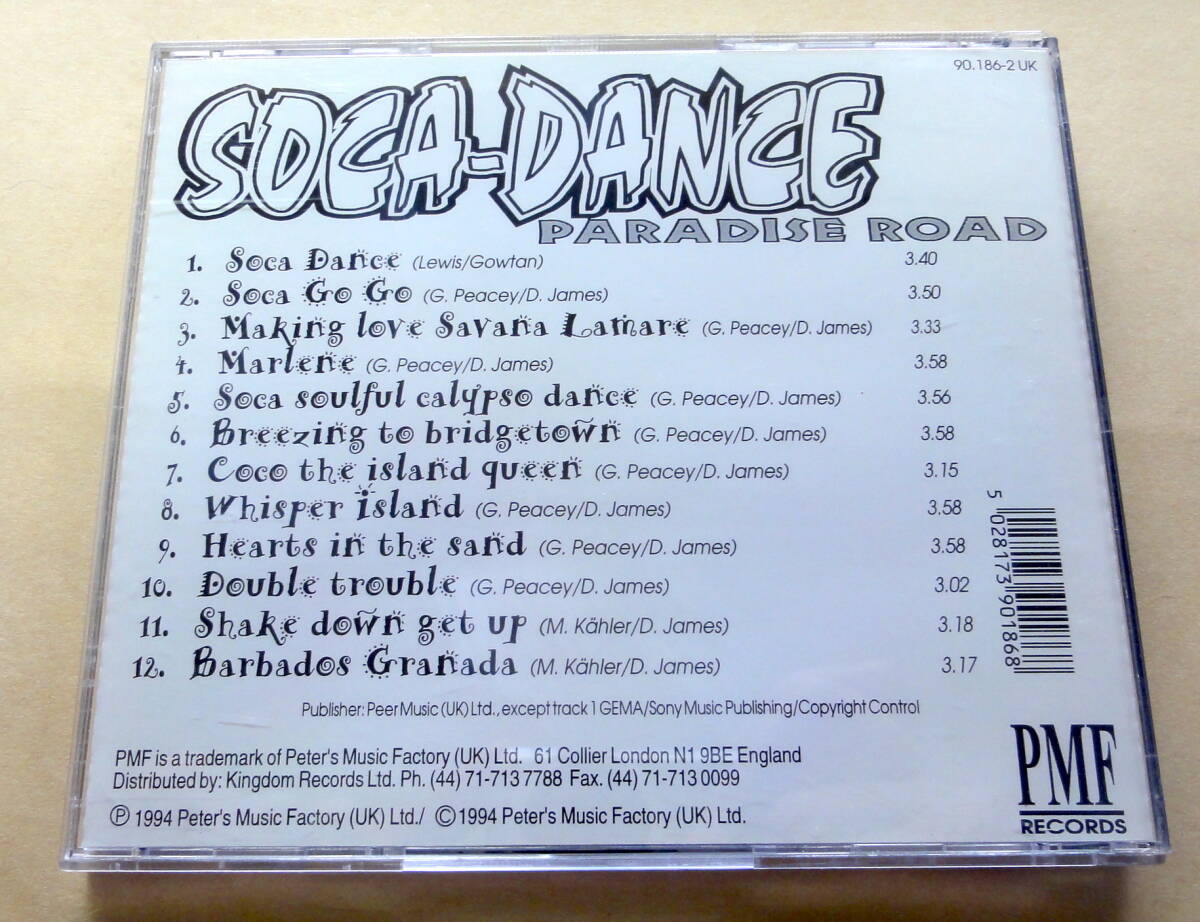 90.186-2 UK
SOCA-DANCE
PARADISE ROAD
1. Soca Dance (Lewis/Gowtan) 3.40
2. Soca Go Go (G. Peacey/D. James) 3.50
3. Making love Savana Lamare (G. Peacey/D. James) 3.33
4. Marlene (G. Peacey/D. James) 3.58
5. Soca soulful calypso dance (G. Peacey/D. James) 3.56
6. Breezing to bridgetown (G. Peacey/D. James) 3.58
7. Coco the island queen (G. Peacey/D. James) 3.15
8. Whisper island (G. Peacey/D. James) 3.58
9. Hearts in the sand (G. Peacey/D. James) 3.58
10. Double trouble (G. Peacey/D. James) 3.02
11. Shake down get up (M. Kähler/D. James) 3.18
12. Barbados Granada (M. Kähler/D. James) 3.17
5 028173 901868
Publisher: Peer Music (UK) Ltd., except track 1 GEMA/Sony Music Publishing/Copyright Control
PMF is a trademark of Peter's Music Factory (UK) Ltd. 61 Collier London N1 9BE England
Distributed by: Kingdom Records Ltd. Ph. (44) 71-713 7788 Fax. (44) 71-713 0099
℗ 1994 Peter's Music Factory (UK) Ltd./ © 1994 Peter's Music Factory (UK) Ltd.
PMF
RECORDS